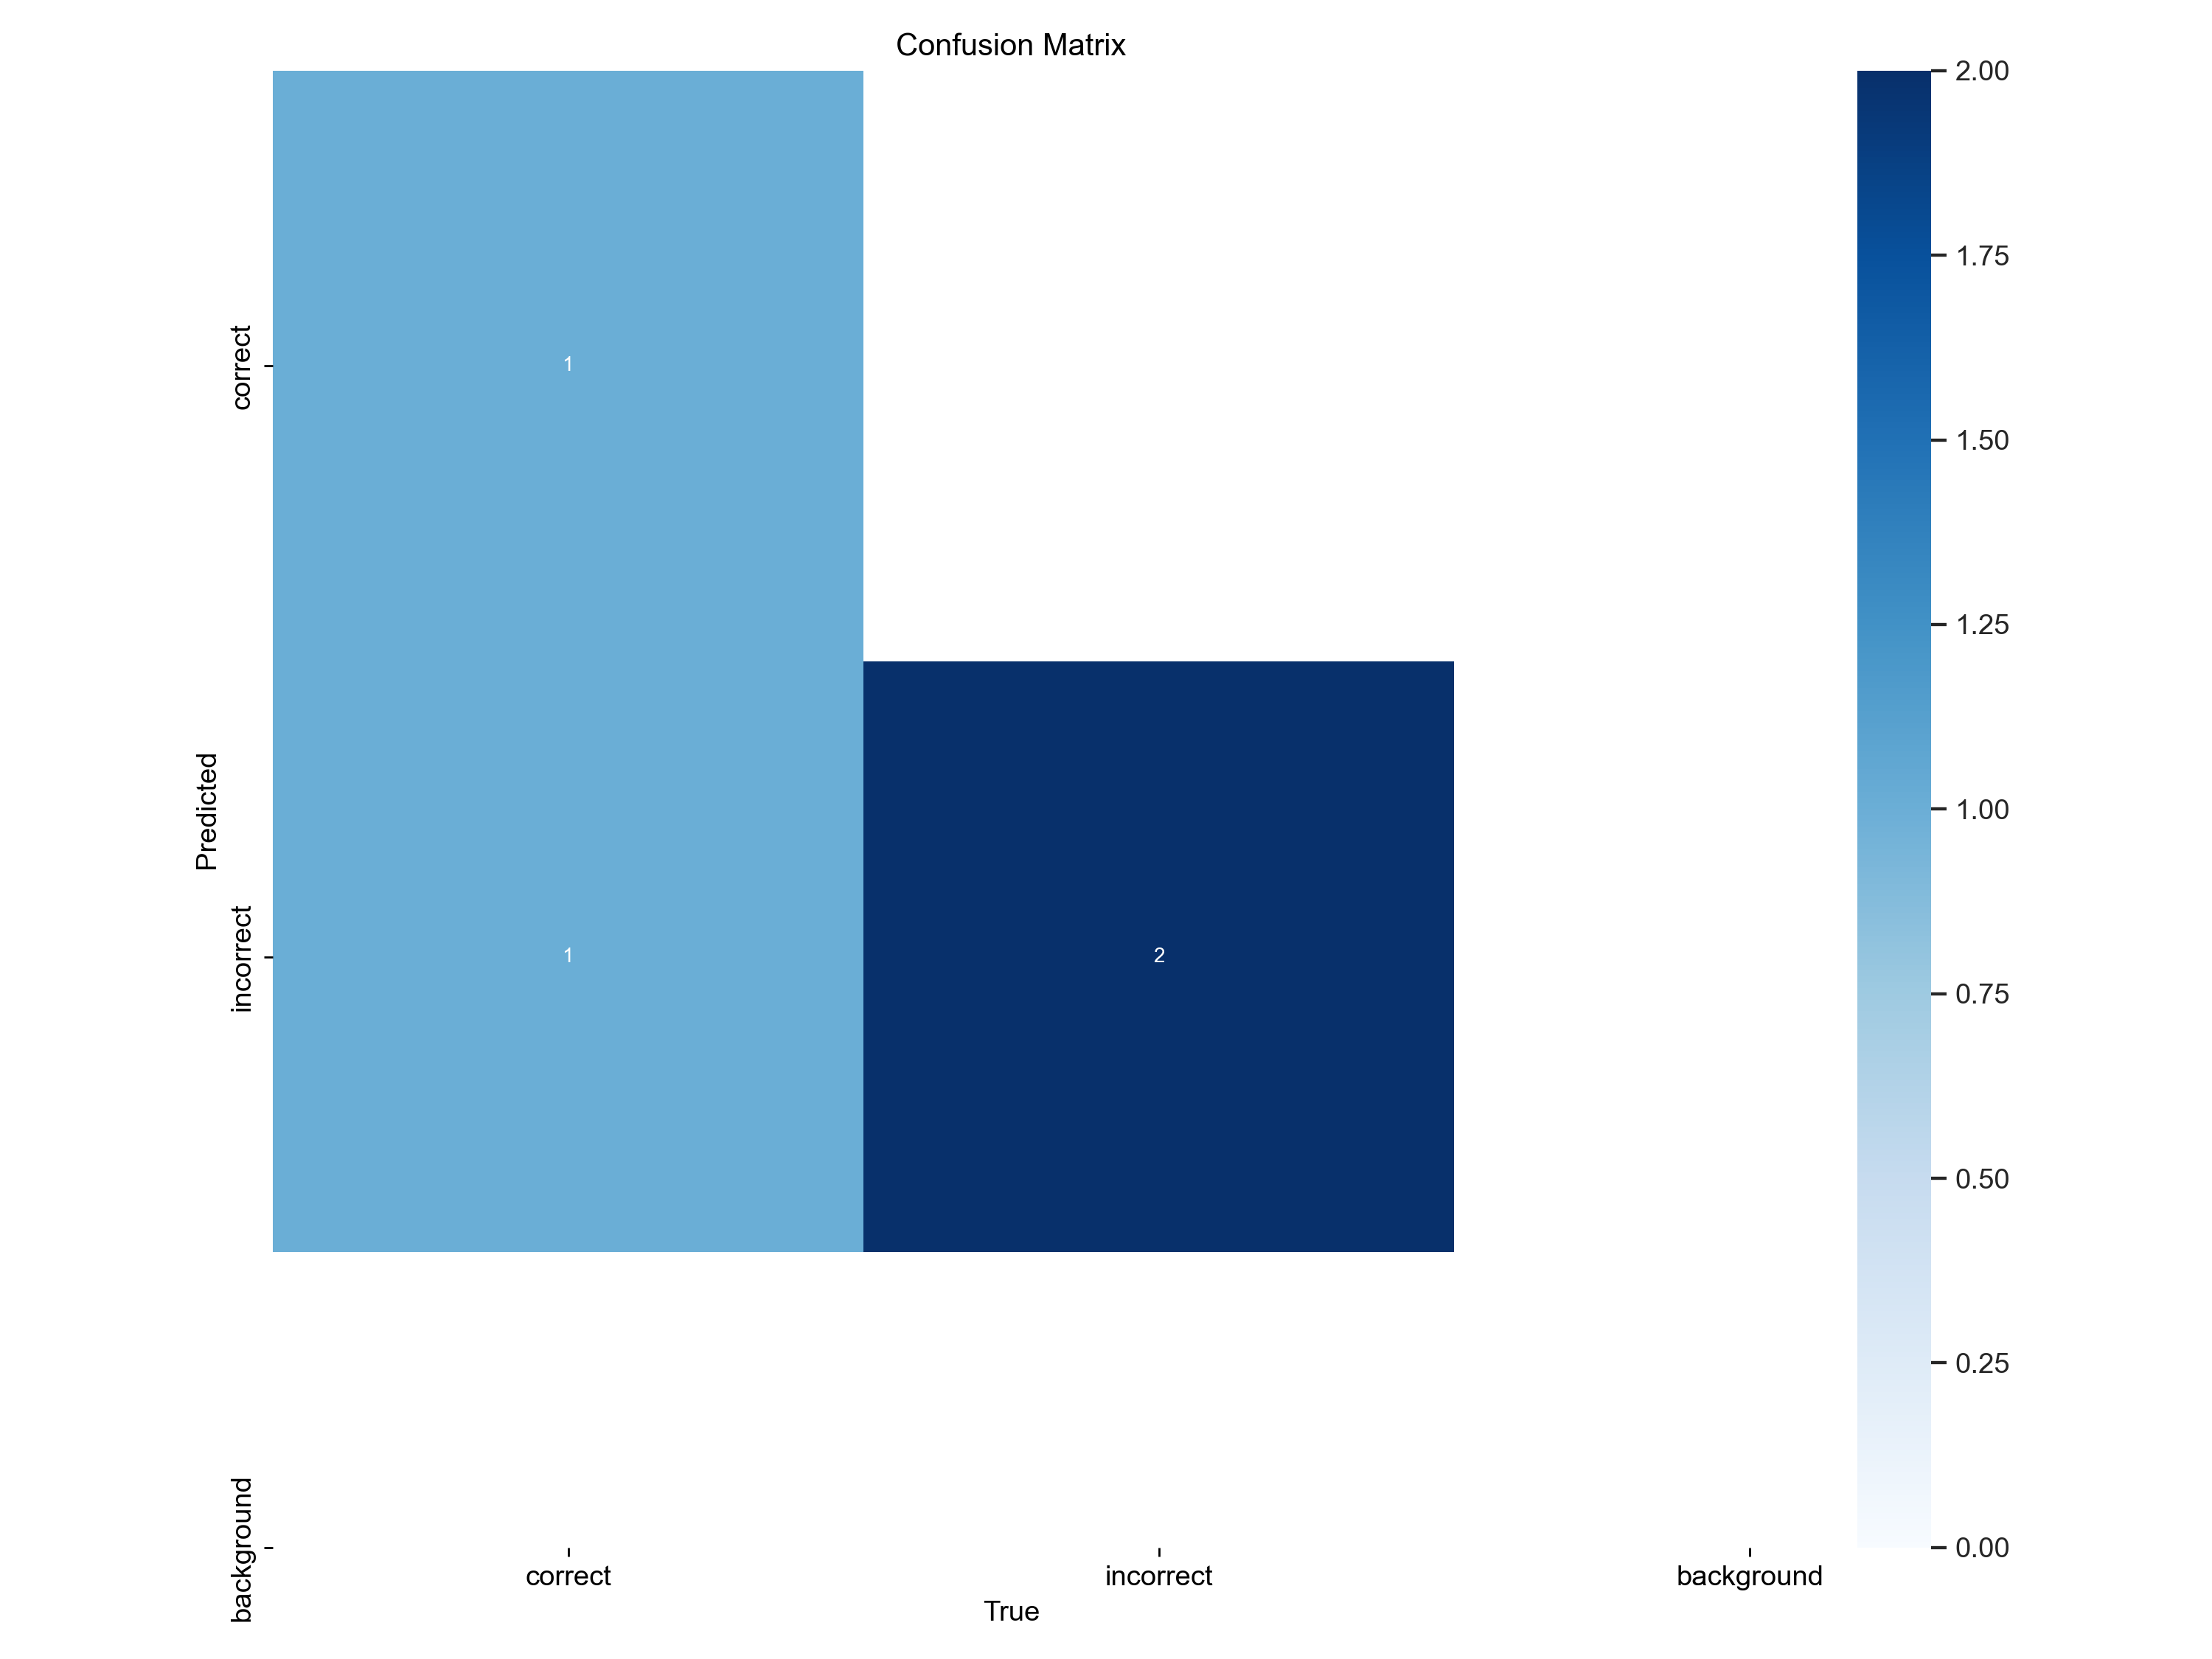 Confusion Matrix
correct
incorrect
background
Predicted
1
1
2
correct
incorrect
background
True
2.00
1.75
1.50
1.25
1.00
0.75
0.50
0.25
0.00